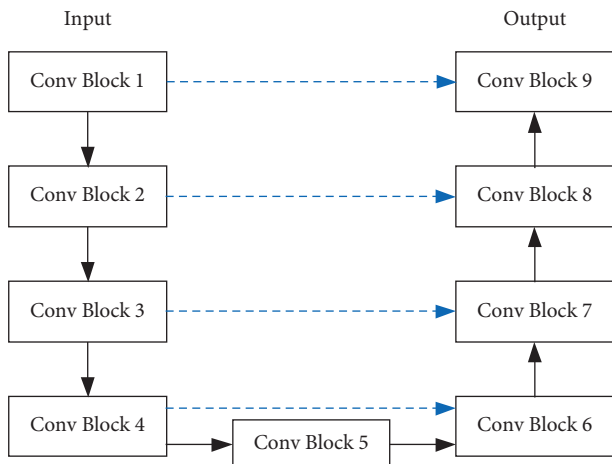 Input
Output
Conv Block 1
Conv Block 9
Conv Block 2
Conv Block 8
Conv Block 3
Conv Block 7
Conv Block 4
Conv Block 6
Conv Block 5